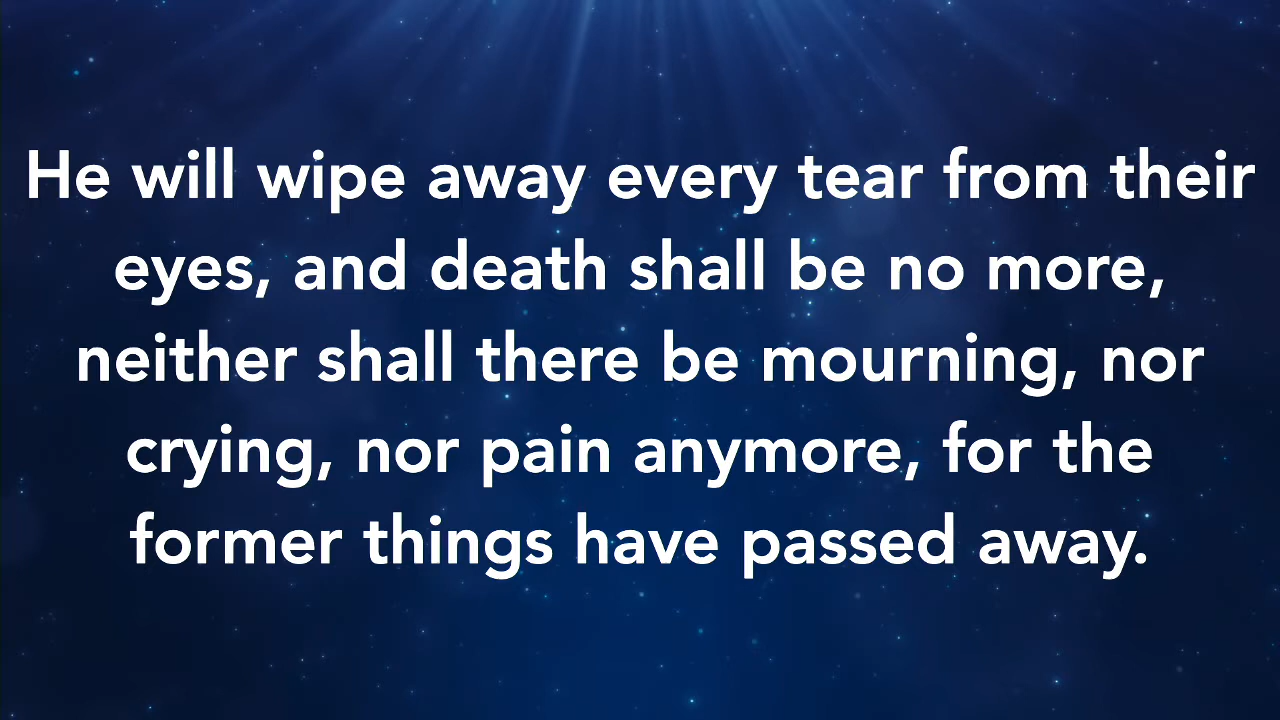 He will wipe away every tear from their
eyes, and death shall be no more,
neither shall there be mourning, nor
crying, nor pain anymore, for the
former things have passed away.